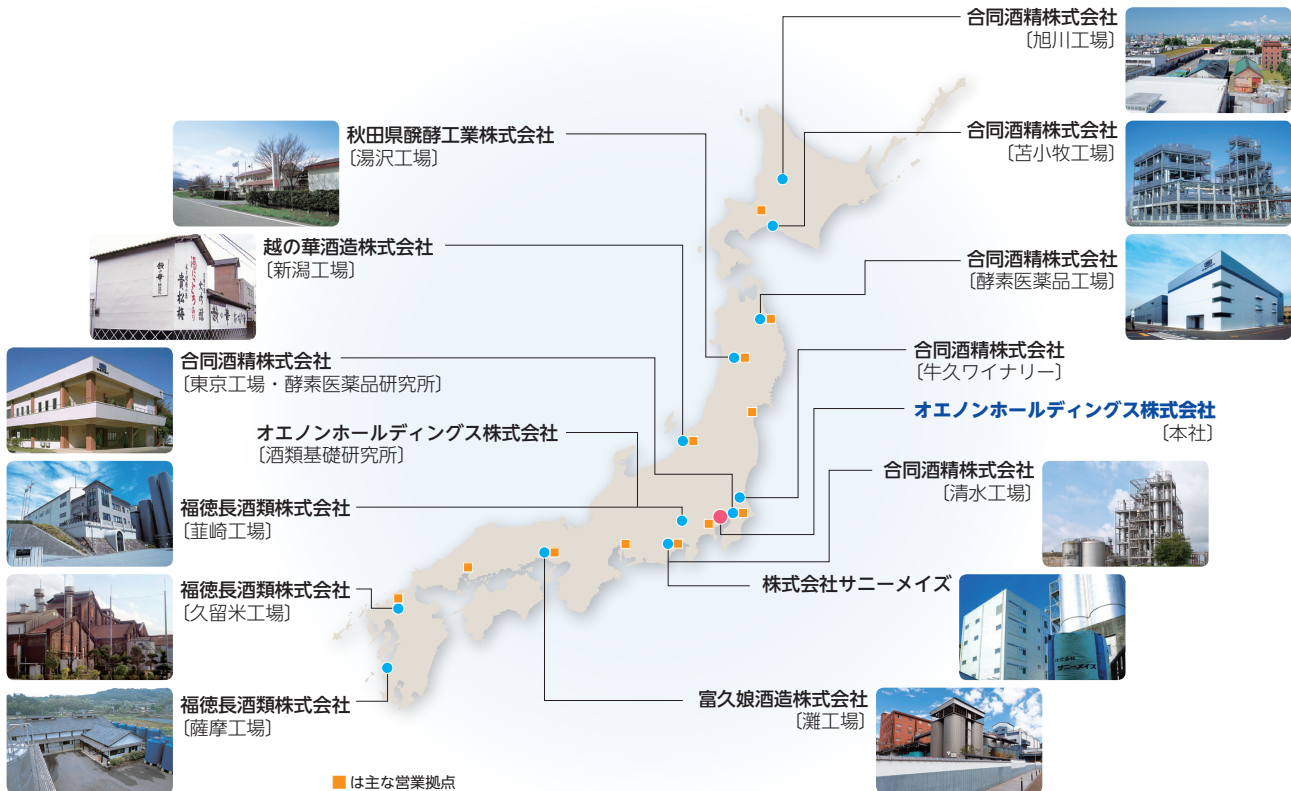 合同酒精株式会社
〔旭川工場〕
秋田県醗酵工業株式会社
〔湯沢工場〕
合同酒精株式会社
〔苫小牧工場〕
越の華酒造株式会社
〔新潟工場〕
合同酒精株式会社
〔酵素医薬品工場〕
合同酒精株式会社
〔東京工場・酵素医薬品研究所〕
合同酒精株式会社
〔牛久ワイナリー〕
オエノンホールディングス株式会社
〔本社〕
オエノンホールディングス株式会社
〔酒類基礎研究所〕
合同酒精株式会社
〔清水工場〕
福徳長酒類株式会社
〔韮崎工場〕
株式会社サニーメイズ
株式会社
サニーメイズ
福徳長酒類株式会社
〔久留米工場〕
福徳長酒類株式会社
〔薩摩工場〕
富久娘酒造株式会社
〔灘工場〕
は主な営業拠点